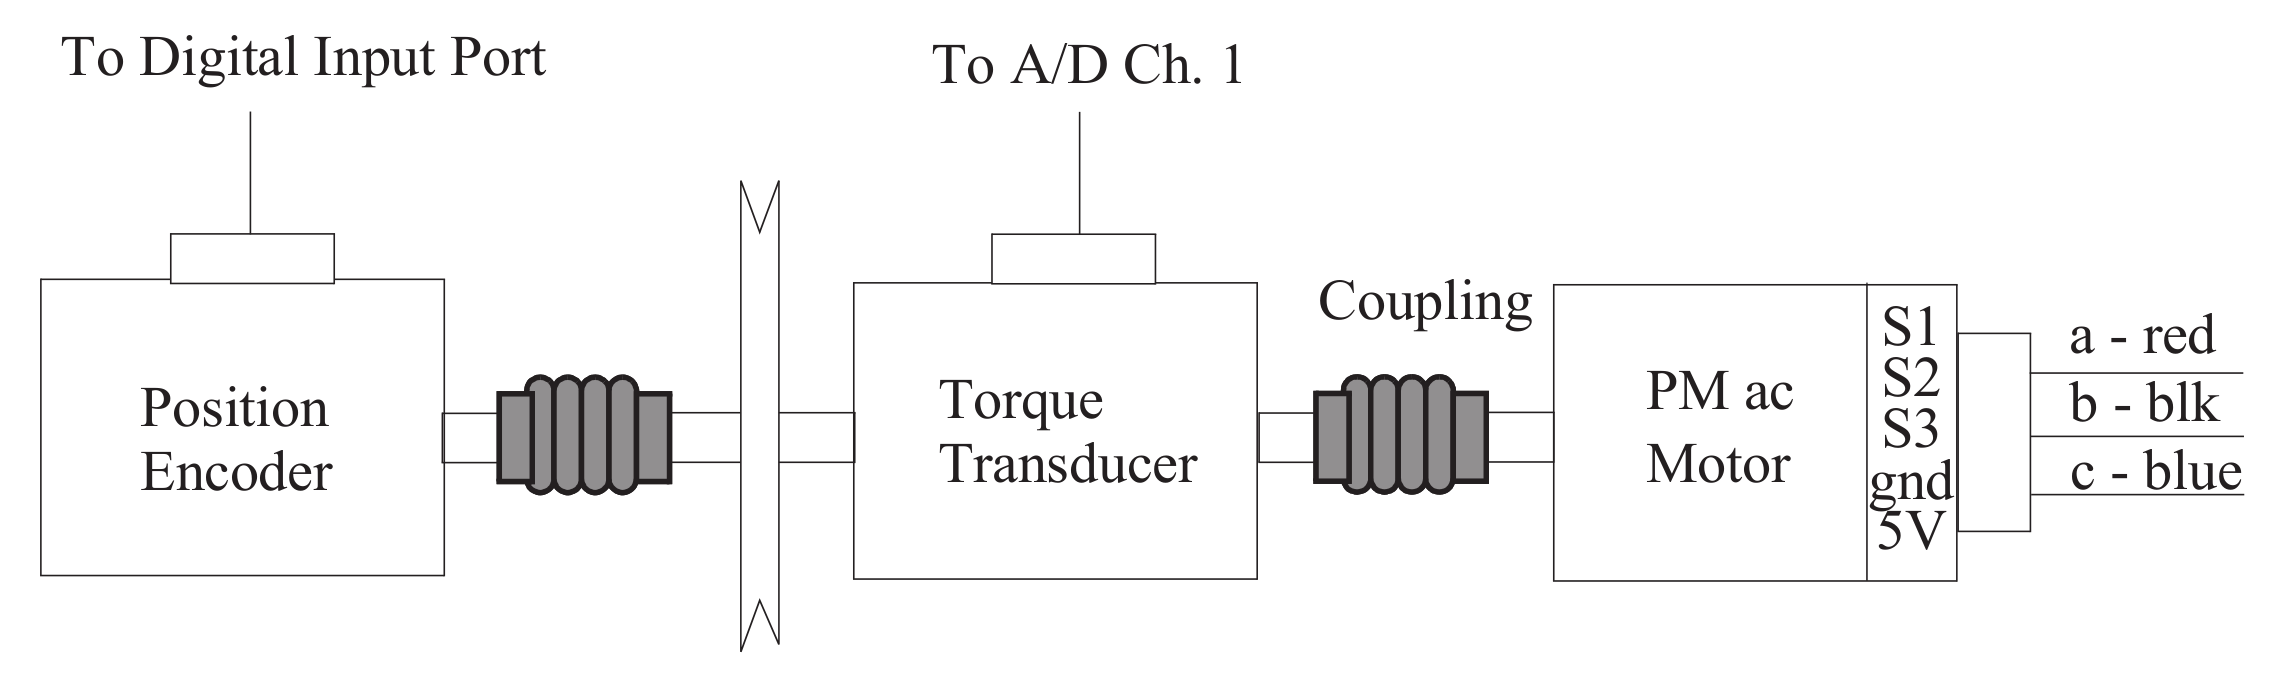 To Digital Input Port
To A/D Ch. 1
Position
Encoder
Torque
Transducer
Coupling
PM ac
Motor
S1
S2
S3
gnd
5V
a - red
b - blk
c - blue